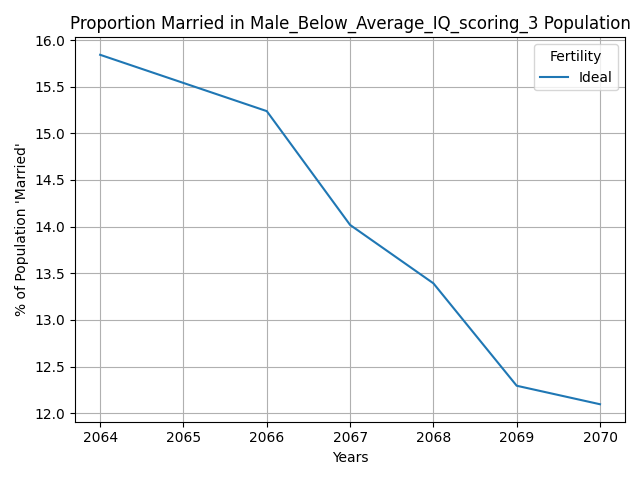 Proportion Married in Male_Below_Average_IQ_scoring_3 Population
16.0
15.5
15.0
14.5
14.0
13.5
13.0
12.5
12.0
% of Population 'Married'
Fertility
Ideal
2064 2065 2066 2067 2068 2069 2070
Years